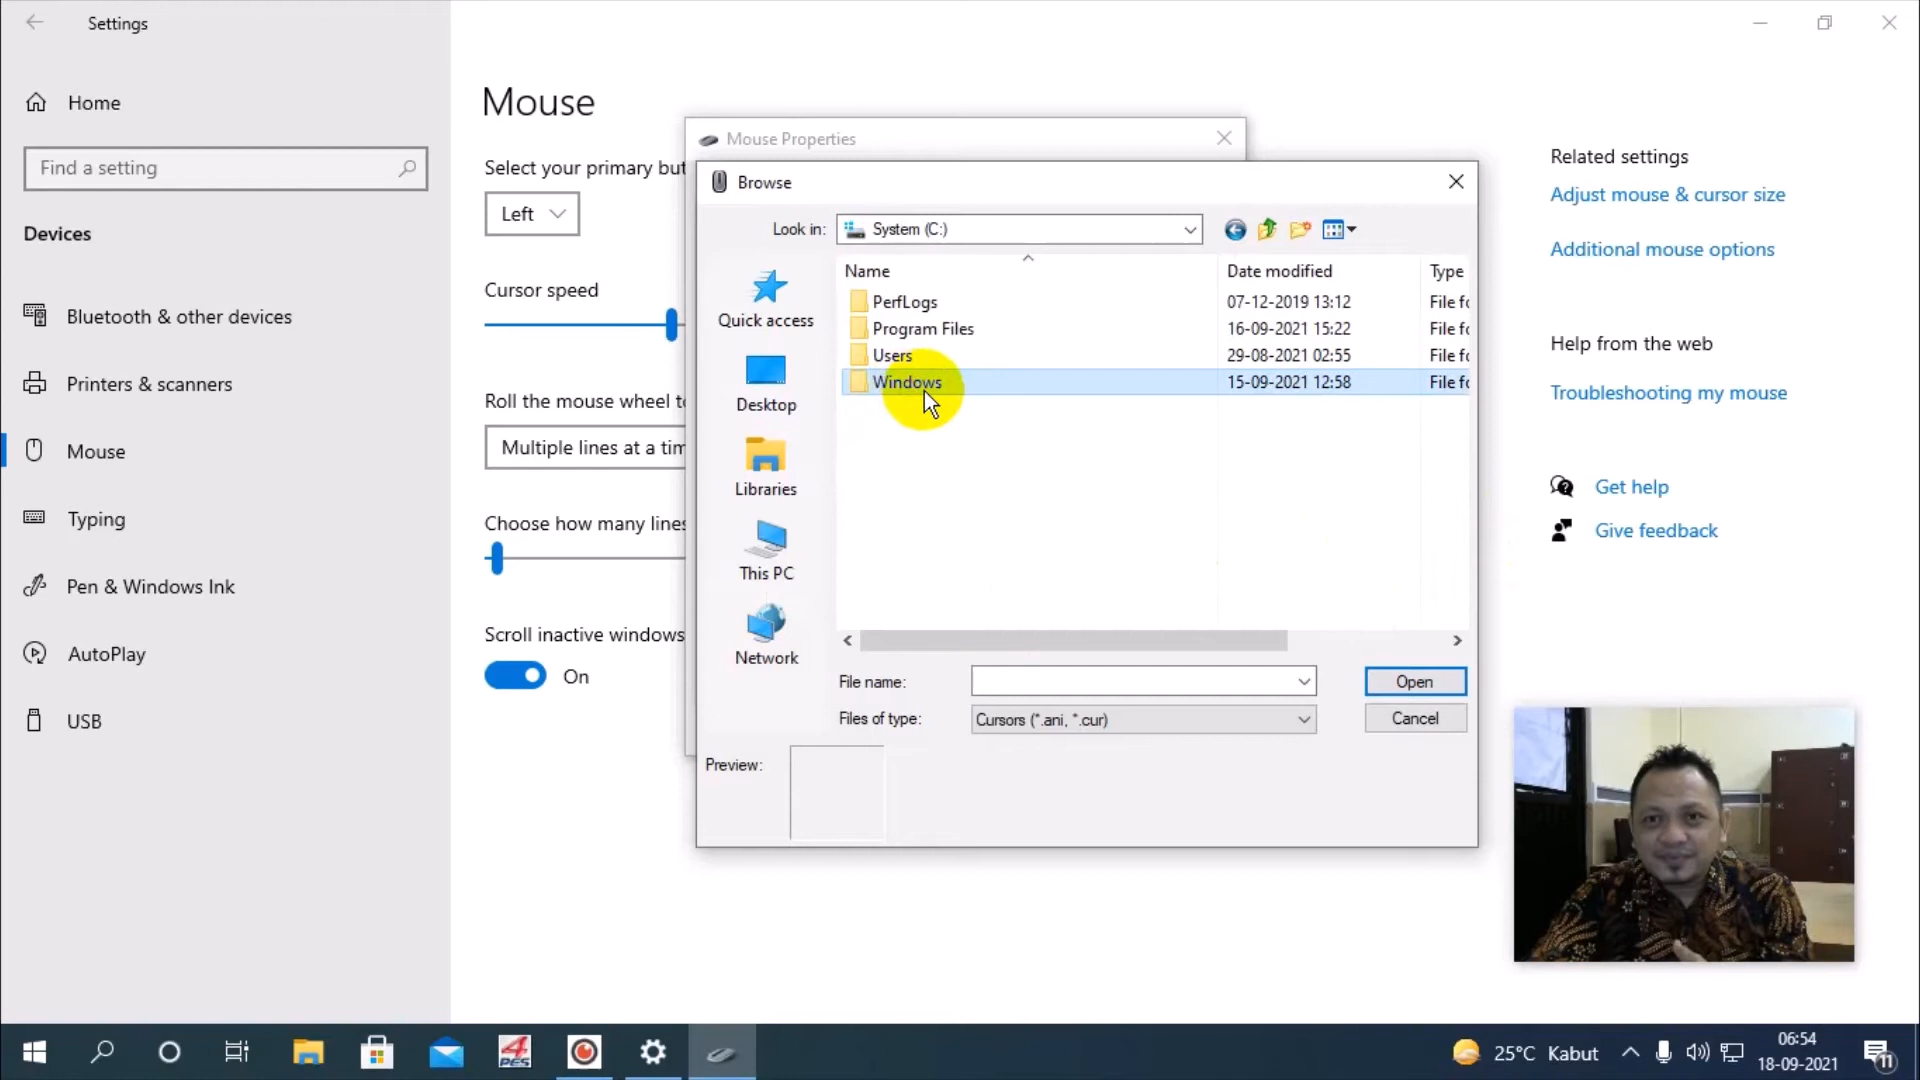 Settings
Home
Find a setting
Devices
Bluetooth & other devices
Printers & scanners
Mouse
Typing
Pen & Windows Ink
AutoPlay
USB
Mouse
Select your primary but
Left
Cursor speed
Roll the mouse wheel to
Multiple lines at a tim
Choose how many lines
Scroll inactive windows
On
Mouse Properties
Browse
Look in:
System (C:)
Quick access
Desktop
Libraries
This PC
Network
Name Date modified Type
PerfLogs 07-12-2019 13:12 File fo
Program Files 16-09-2021 15:22 File fo
Users 29-08-2021 02:55 File fo
Windows 15-09-2021 12:58 File fo
File name:
Open
Files of type:
Cursors (*.ani, *.cur)
Cancel
Preview:
Related settings
Adjust mouse & cursor size
Additional mouse options
Help from the web
Troubleshooting my mouse
Get help
Give feedback
4
PES
25°C Kabut
06:54
18-09-2021
11